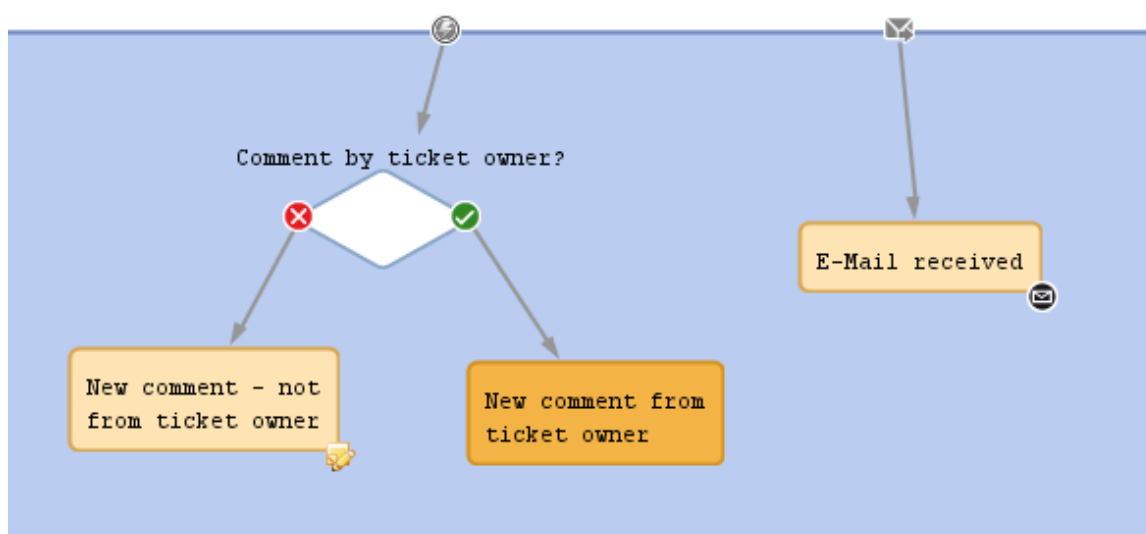 Comment by ticket owner?
E-Mail received
New comment - not
from ticket owner
New comment from
ticket owner